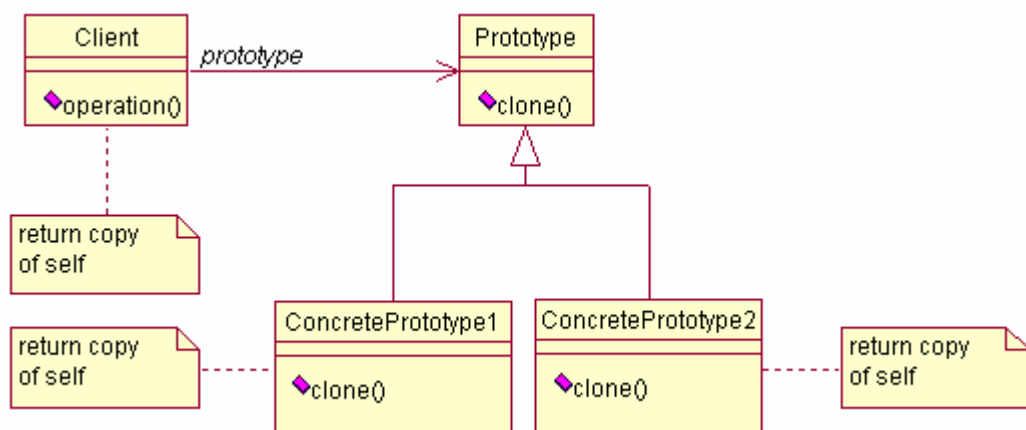 Client
prototype
Prototype
operation()
clone()
return copy
of self
ConcretePrototype1
ConcretePrototype2
return copy
of self
clone()
clone()
return copy
of self